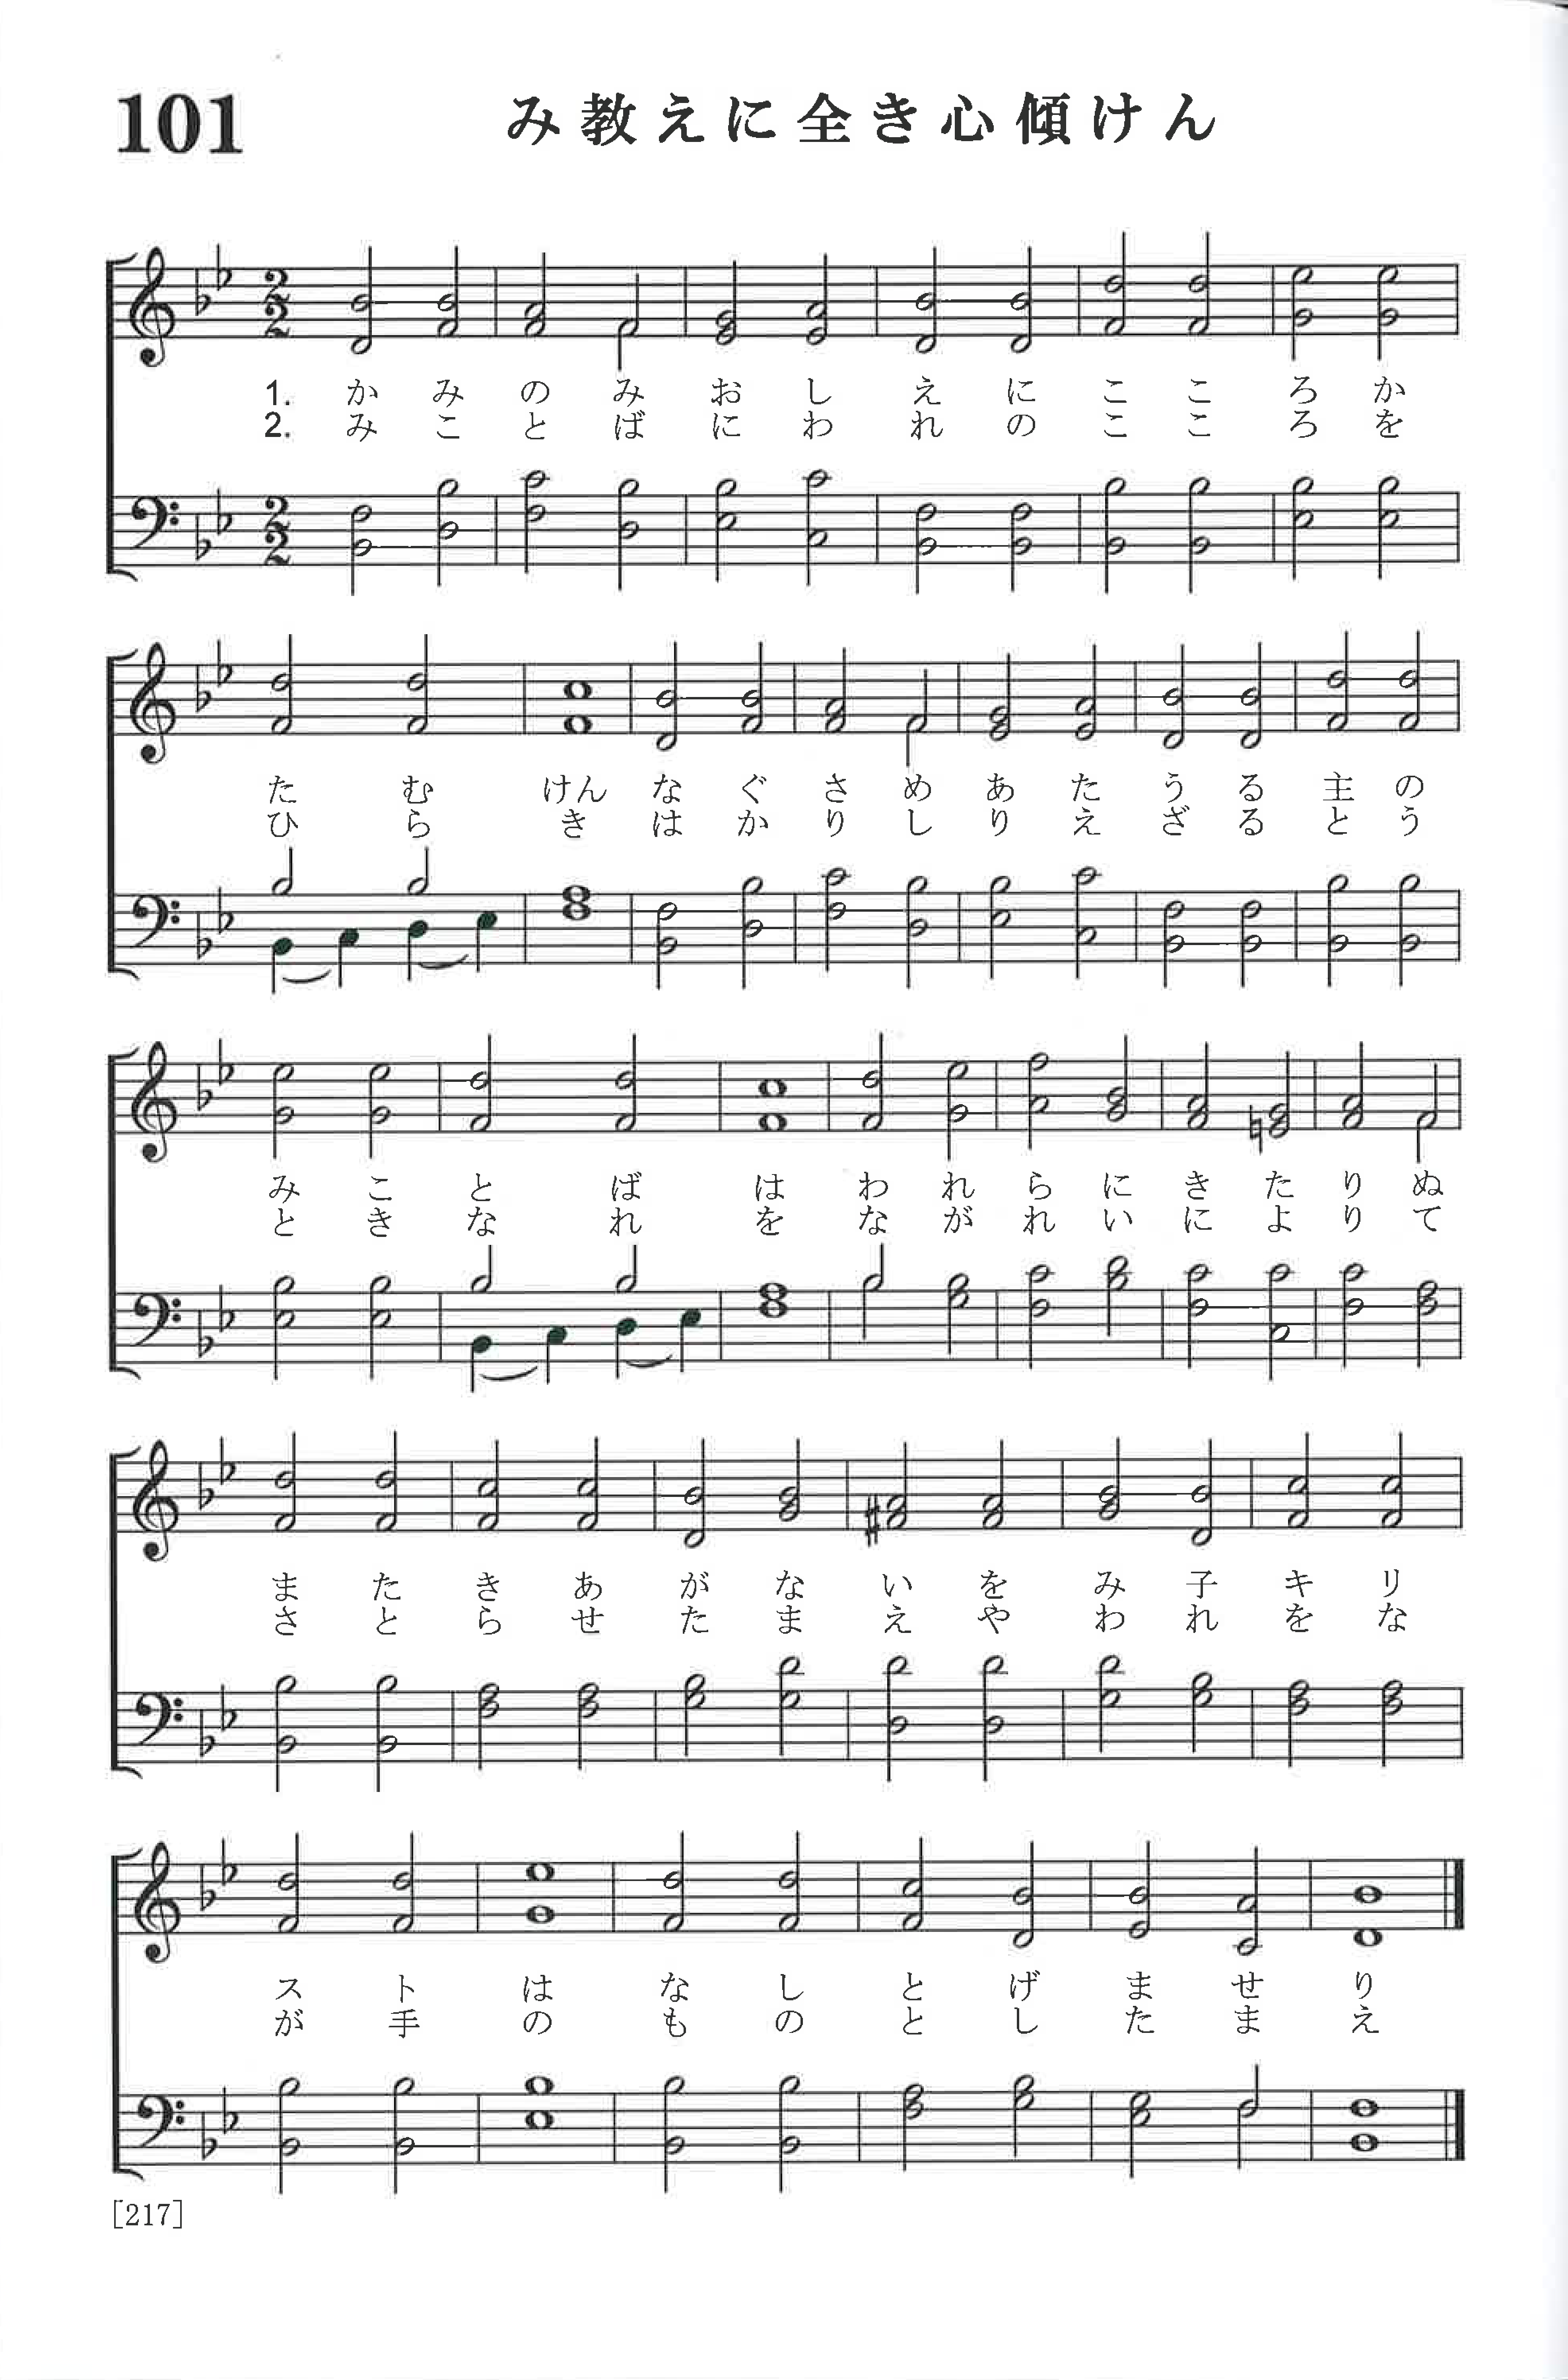 101 み教えに全き心傾けん
1. か み の み お し え に こ こ ろ か
2. み こ と ば に わ れ の こ こ ろ を
た む けん な ぐ さ め あ た う る 主 の
ひ ら き は か り し り え ざ る と う
み こ と ば は わ れ ら に き た り ぬ
と き な れ を な が れ い に よ り て
ま た き あ が な い を み 子 キ リ
さ と ら せ た ま え や わ れ を な
ス ト は な し と げ ま せ り
が 手 の も の と し た ま え
[217]